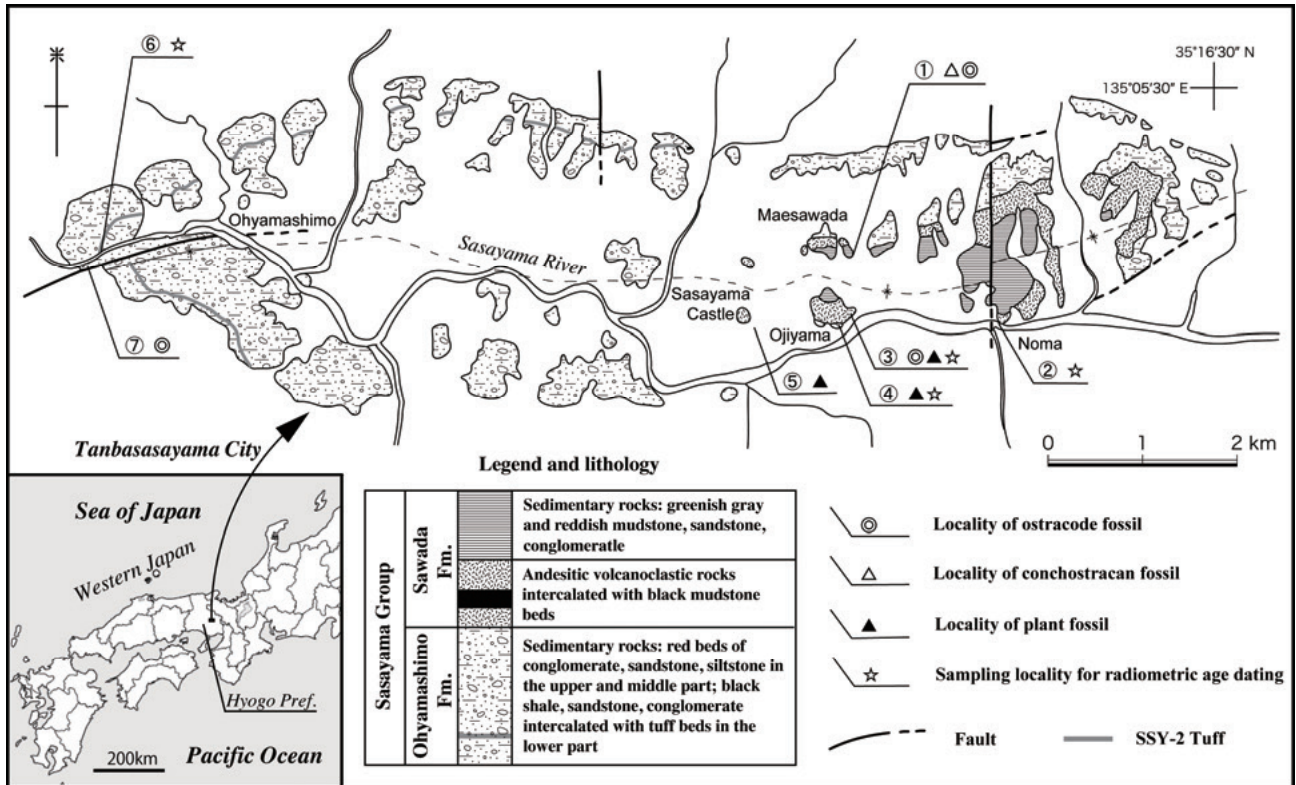 ⑥ ☆
① △ ◎
35°16′30″ N
135°05′30″ E
Ohyamashimo
Maesawada
Sasayama River
Sasayama
Castle
Ojiyama
Noma
⑦ ◎
③ ◎ ▲ ☆
② ☆
⑤ ▲
④ ▲ ☆
0 2 km
Tanbasasayama City
Sea of Japan
Western Japan
Hyogo Pref.
Pacific Ocean
200km
Legend and lithology
Sasayama Group
Sawada
Fm.
Sedimentary rocks: greenish gray
and reddish mudstone, sandstone,
conglomeratle
Andesitic volcanoclastic rocks
intercalated with black mudstone
beds
Ohyamashimo
Fm.
Sedimentary rocks: red beds of
conglomerate, sandstone, siltstone in
the upper and middle part; black
shale, sandstone, conglomerate
intercalated with tuff beds in the
lower part
◎ Locality of ostracode fossil
△ Locality of conchostracan fossil
▲ Locality of plant fossil
☆ Sampling locality for radiometric age dating
Fault
SSY-2 Tuff